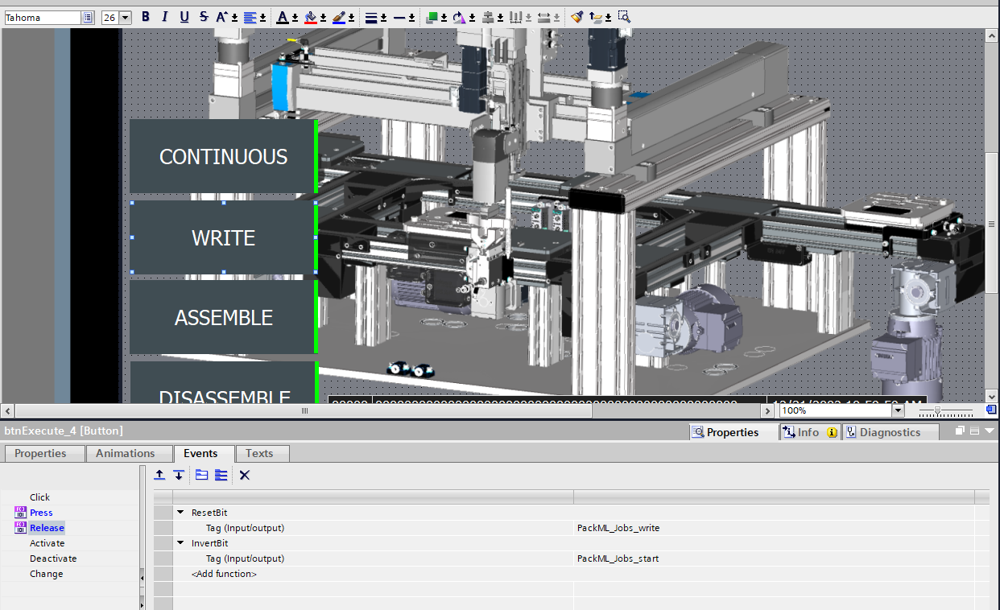 Tahoma 26 B I U S A A
CONTINUOUS
WRITE
ASSEMBLE
DISASSEMBLE
100%
btnExecute_4 [Button]
Properties Info Diagnostics
Properties Animations Events Texts
Click
Press
Release
Activate
Deactivate
Change
ResetBit
Tag (Input/output) PackML_Jobs_write
InvertBit
Tag (Input/output) PackML_Jobs_start
<Add function>